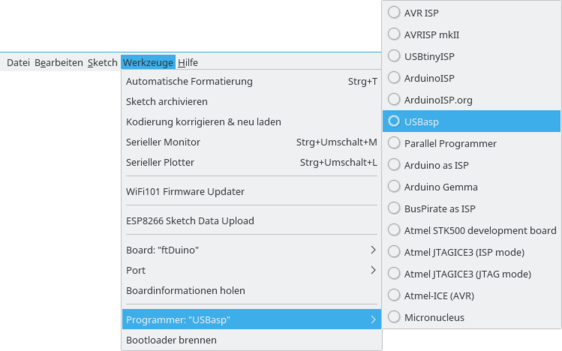 Datei Bearbeiten Sketch Werkzeuge Hilfe
Automatische Formatierung Strg+T
Sketch archivieren
Kodierung korrigieren & neu laden
Serieller Monitor Strg+Umschalt+M
Serieller Plotter Strg+Umschalt+L
WiFi101 Firmware Updater
ESP8266 Sketch Data Upload
Board: "ftDuino"
Port
Boardinformationen holen
Programmer: "USBasp"
Bootloader brennen
AVR ISP
AVRISP mkII
USBtinyISP
ArduinoISP
ArduinoISP.org
USBasp
Parallel Programmer
Arduino as ISP
Arduino Gemma
BusPirate as ISP
Atmel STK500 development board
Atmel JTAGICE3 (ISP mode)
Atmel JTAGICE3 (JTAG mode)
Atmel-ICE (AVR)
Micronucleus